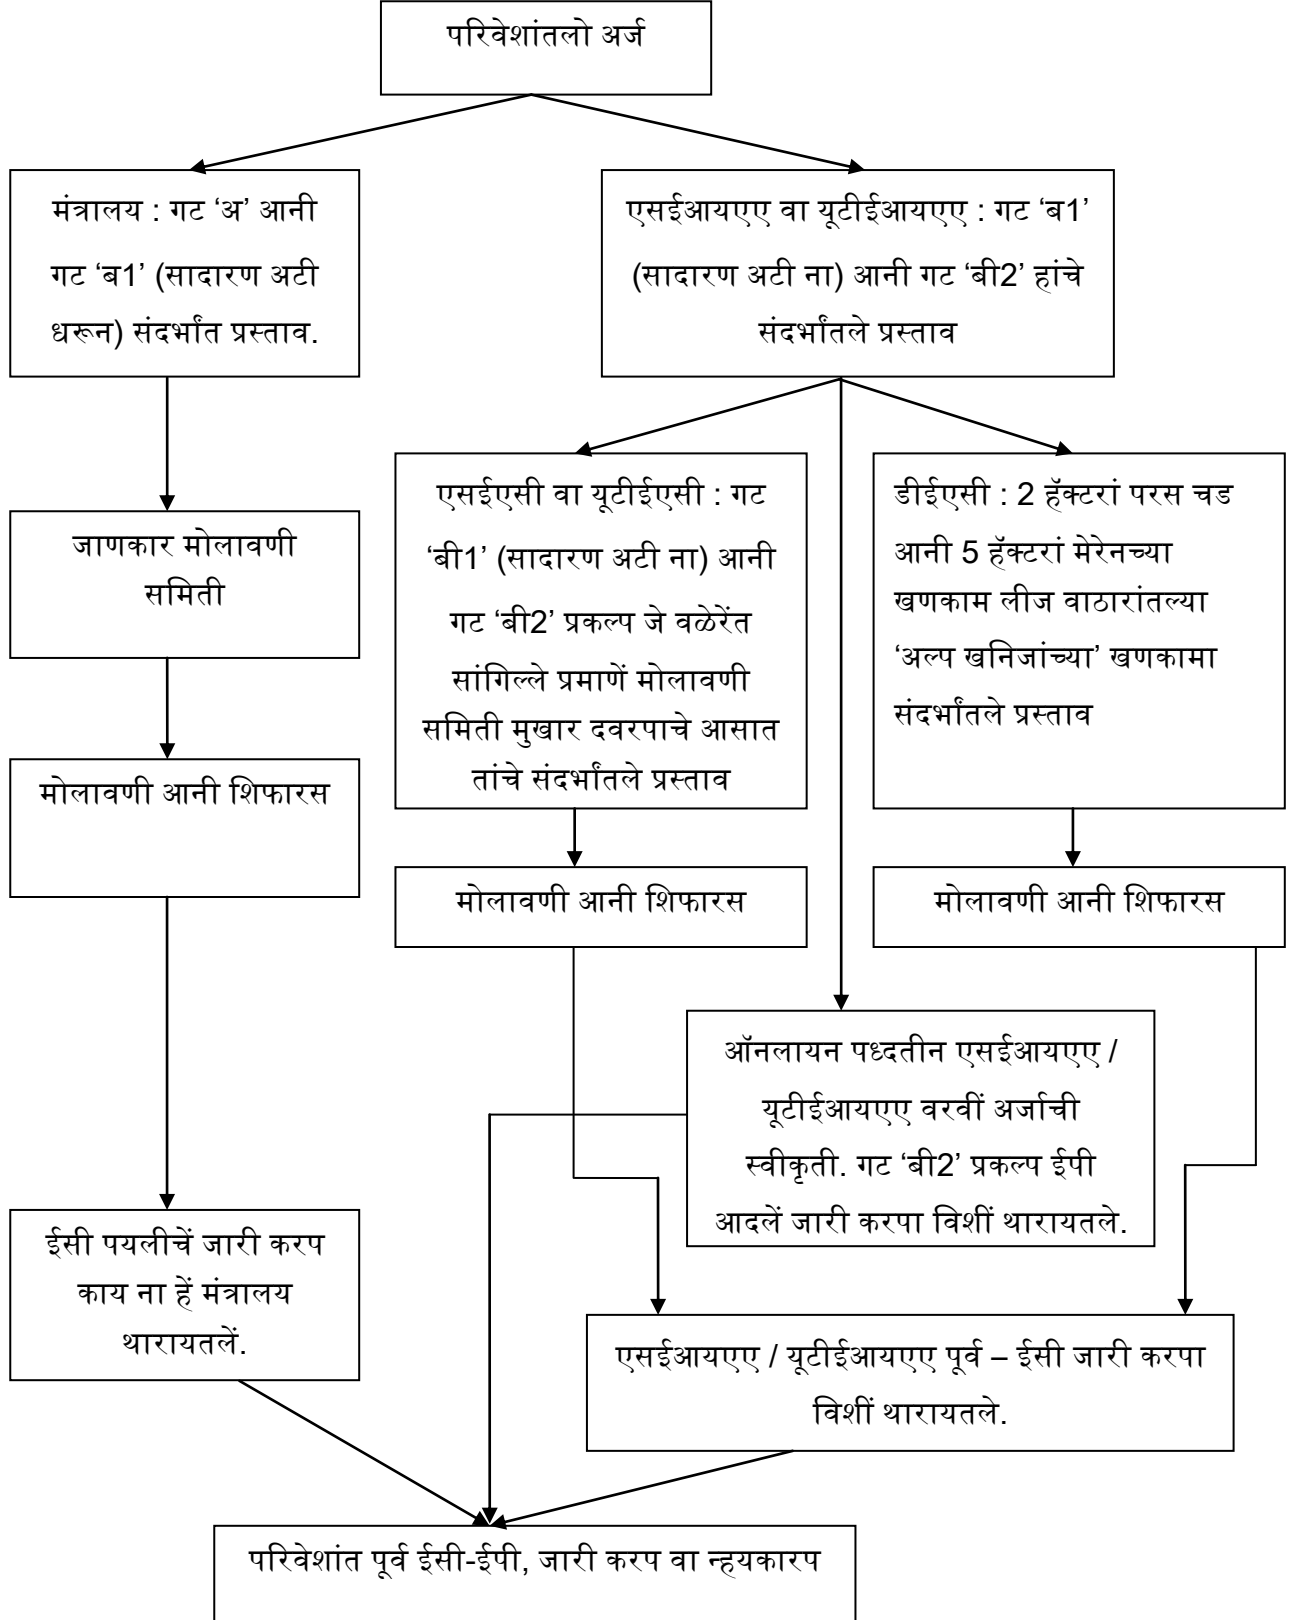 परिवेशांतलो अर्ज
मंत्रालय : गट ‘अ’ आनी
गट ‘ब1’ (सादारण अटी
धरून) संदर्भांत प्रस्ताव.
एसईआयएए वा यूटीईआयएए : गट ‘ब1’
(सादारण अटी ना) आनी गट ‘बी2’ हांचे
संदर्भांतले प्रस्ताव
जाणकार मोलावणी
समिती
एसईएसी वा यूटीईएसी : गट
‘बी1’ (सादारण अटी ना) आनी
गट ‘बी2’ प्रकल्प जे वळेरेंत
सांगिल्ले प्रमाणें मोलावणी
समिती मुखार दवरपाचे आसात
तांचे संदर्भांतले प्रस्ताव
डीईएसी : 2 हॅक्टरां परस चड
आनी 5 हॅक्टरां मेरेनच्या
खणकाम लीज वाठारांतल्या
‘अल्प खनिजांच्या’ खणकामा
संदर्भांतले प्रस्ताव
मोलावणी आनी शिफारस
मोलावणी आनी शिफारस
मोलावणी आनी शिफारस
ऑनलायन पध्दतीन एसईआयएए /
यूटीईआयएए वरवीं अर्जाची
स्वीकृती. गट ‘बी2’ प्रकल्प ईपी
आदलें जारी करपा विशीं थारायतले.
ईसी पयलीचें जारी करप
काय ना हें मंत्रालय
थारायतलें.
एसईआयएए / यूटीईआयएए पूर्व – ईसी जारी करपा
विशीं थारायतले.
परिवेशांत पूर्व ईसी-ईपी, जारी करप वा न्हयकारप